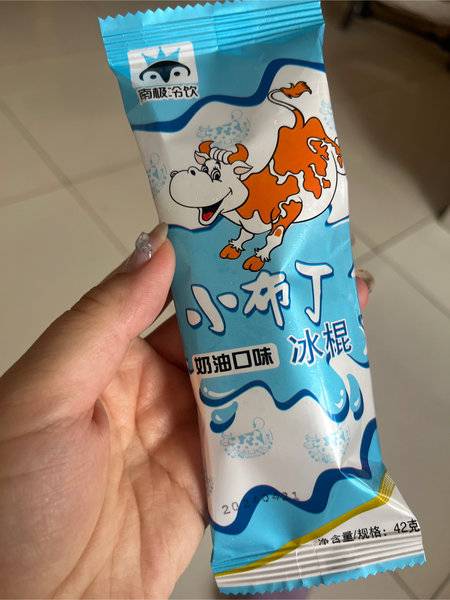 南极冷饮
小布丁
冰棍
奶油口味
净含量/规格：42克